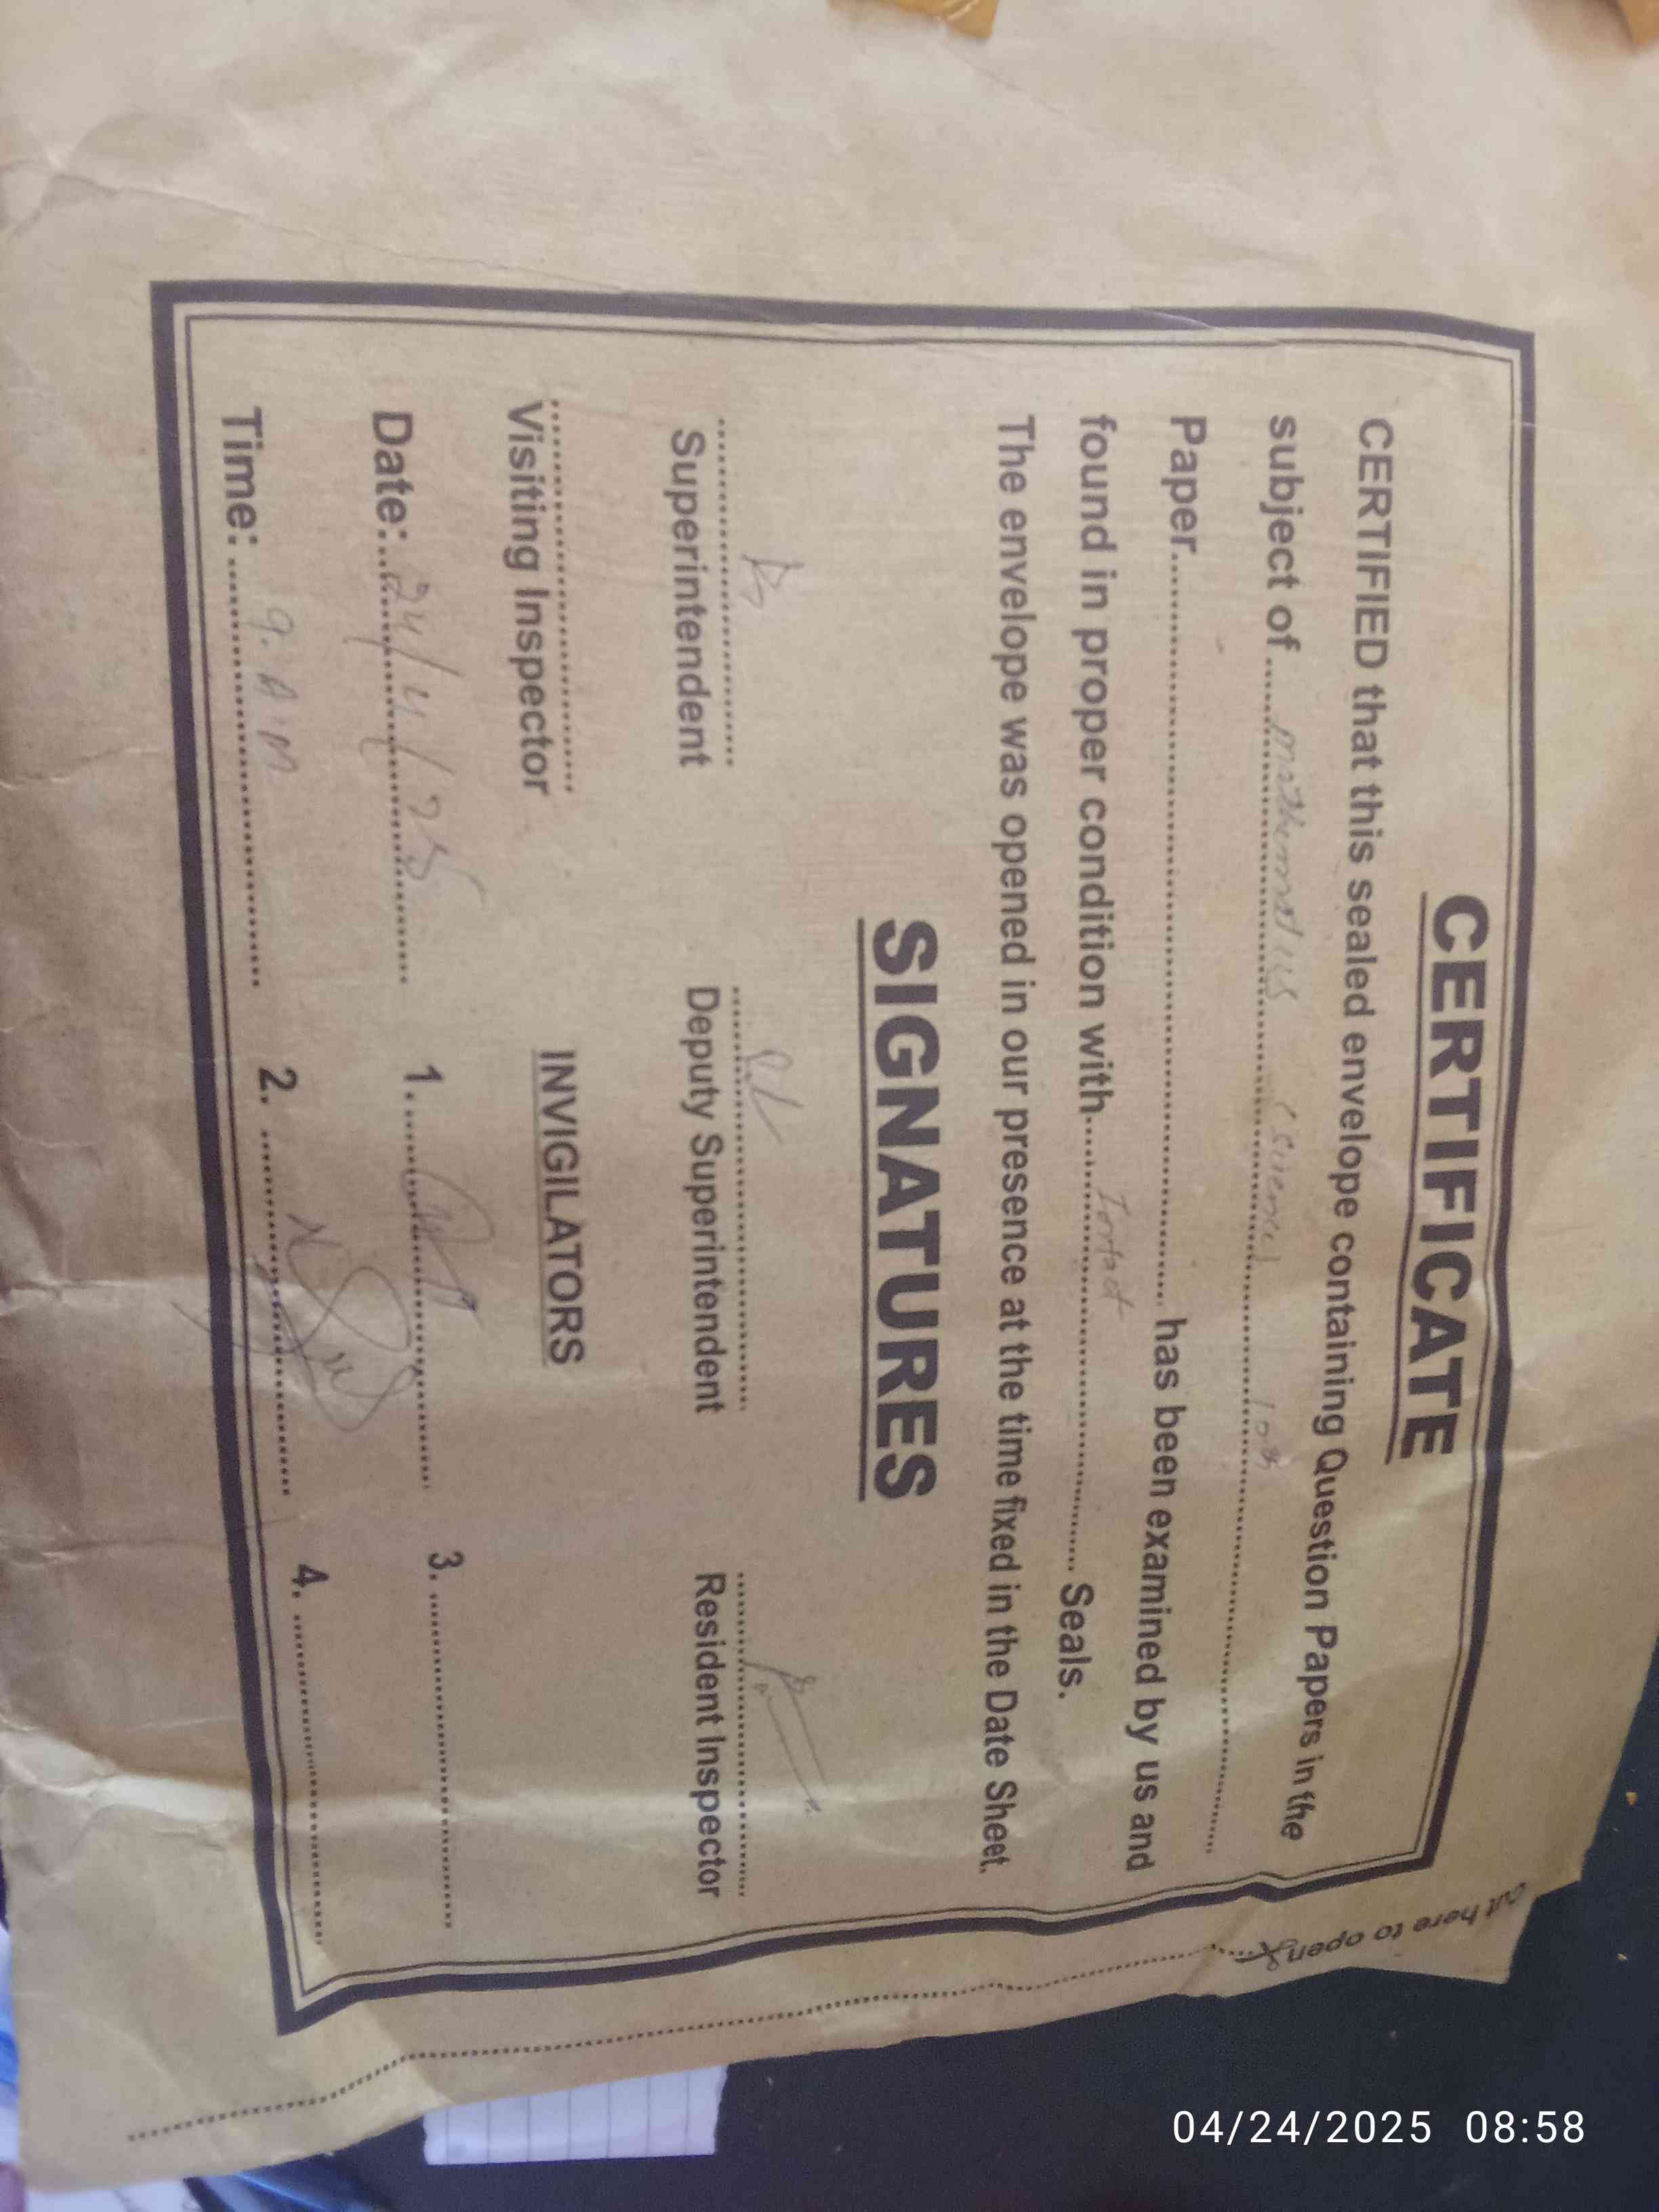 CERTIFICATE
CERTIFIED that this sealed envelope containing Question Papers in the
subject of mathematics (Science) 10th
Paper has been examined by us and
found in proper condition with Intact Seals.
The envelope was opened in our presence at the time fixed in the Date Sheet.
SIGNATURES
Superintendent Deputy Superintendent Resident Inspector
Visiting Inspector INVIGILATORS
Date: 24/4/25 1. 3.
Time: 9. A.M 2. 4.
cut here to open
04/24/2025 08:58